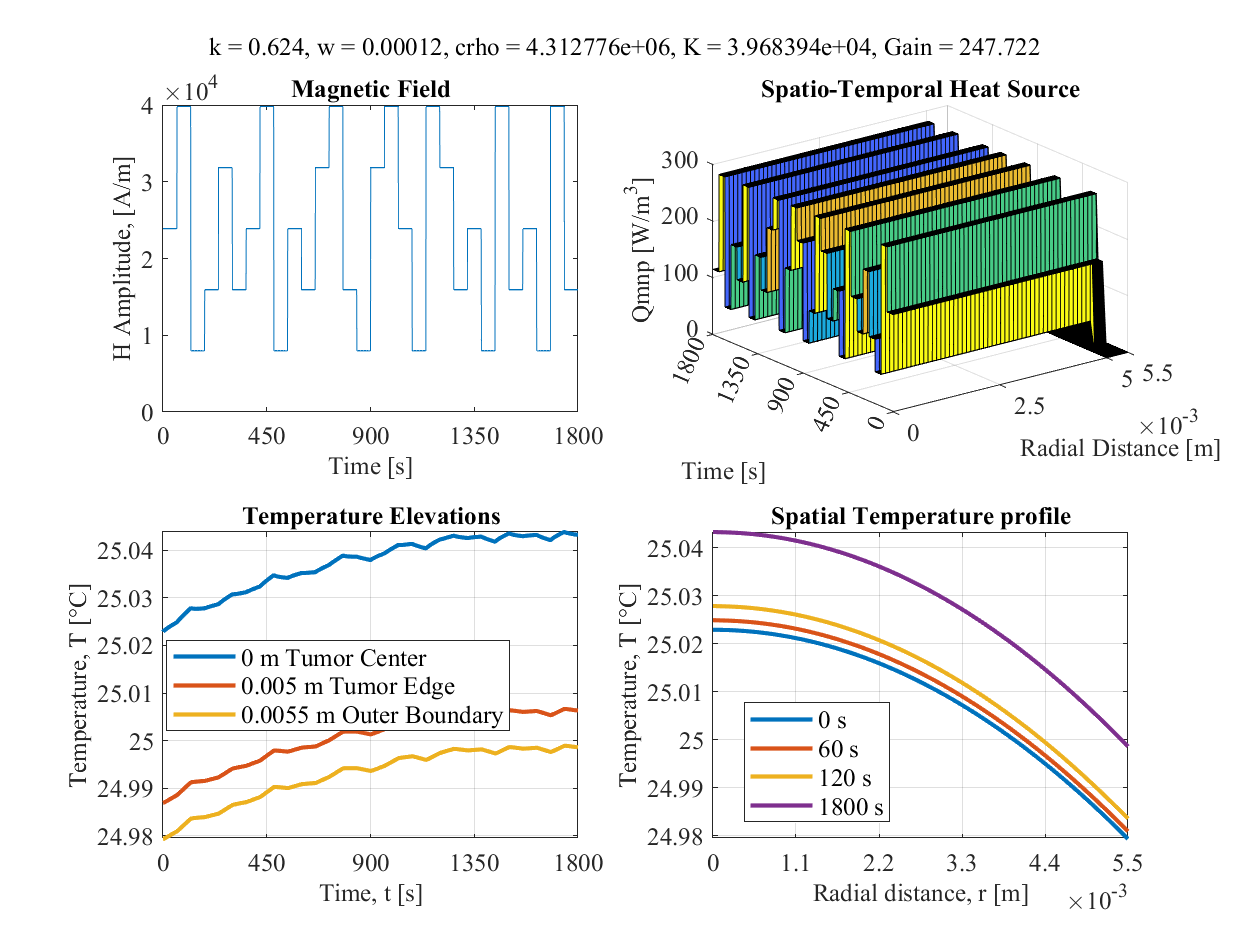 k = 0.624, w = 0.00012, crho = 4.312776e+06, K = 3.968394e+04, Gain = 247.722
Magnetic Field
×10^4
4
3
2
1
0
H Amplitude, [A/m]
0 450 900 1350 1800
Time [s]
Spatio-Temporal Heat Source
300
200
100
0
Qmnp [W/m^3]
1800 1350 900 450 0
Time [s]
0 2.5 5 5.5
×10^-3
Radial Distance [m]
Temperature Elevations
25.04
25.03
25.02
25.01
25
24.99
24.98
Temperature, T [°C]
0 m Tumor Center
0.005 m Tumor Edge
0.0055 m Outer Boundary
0 450 900 1350 1800
Time, t [s]
Spatial Temperature profile
25.04
25.03
25.02
25.01
25
24.99
24.98
Temperature, T [°C]
0 s
60 s
120 s
1800 s
0 1.1 2.2 3.3 4.4 5.5
Radial distance, r [m]
×10^-3